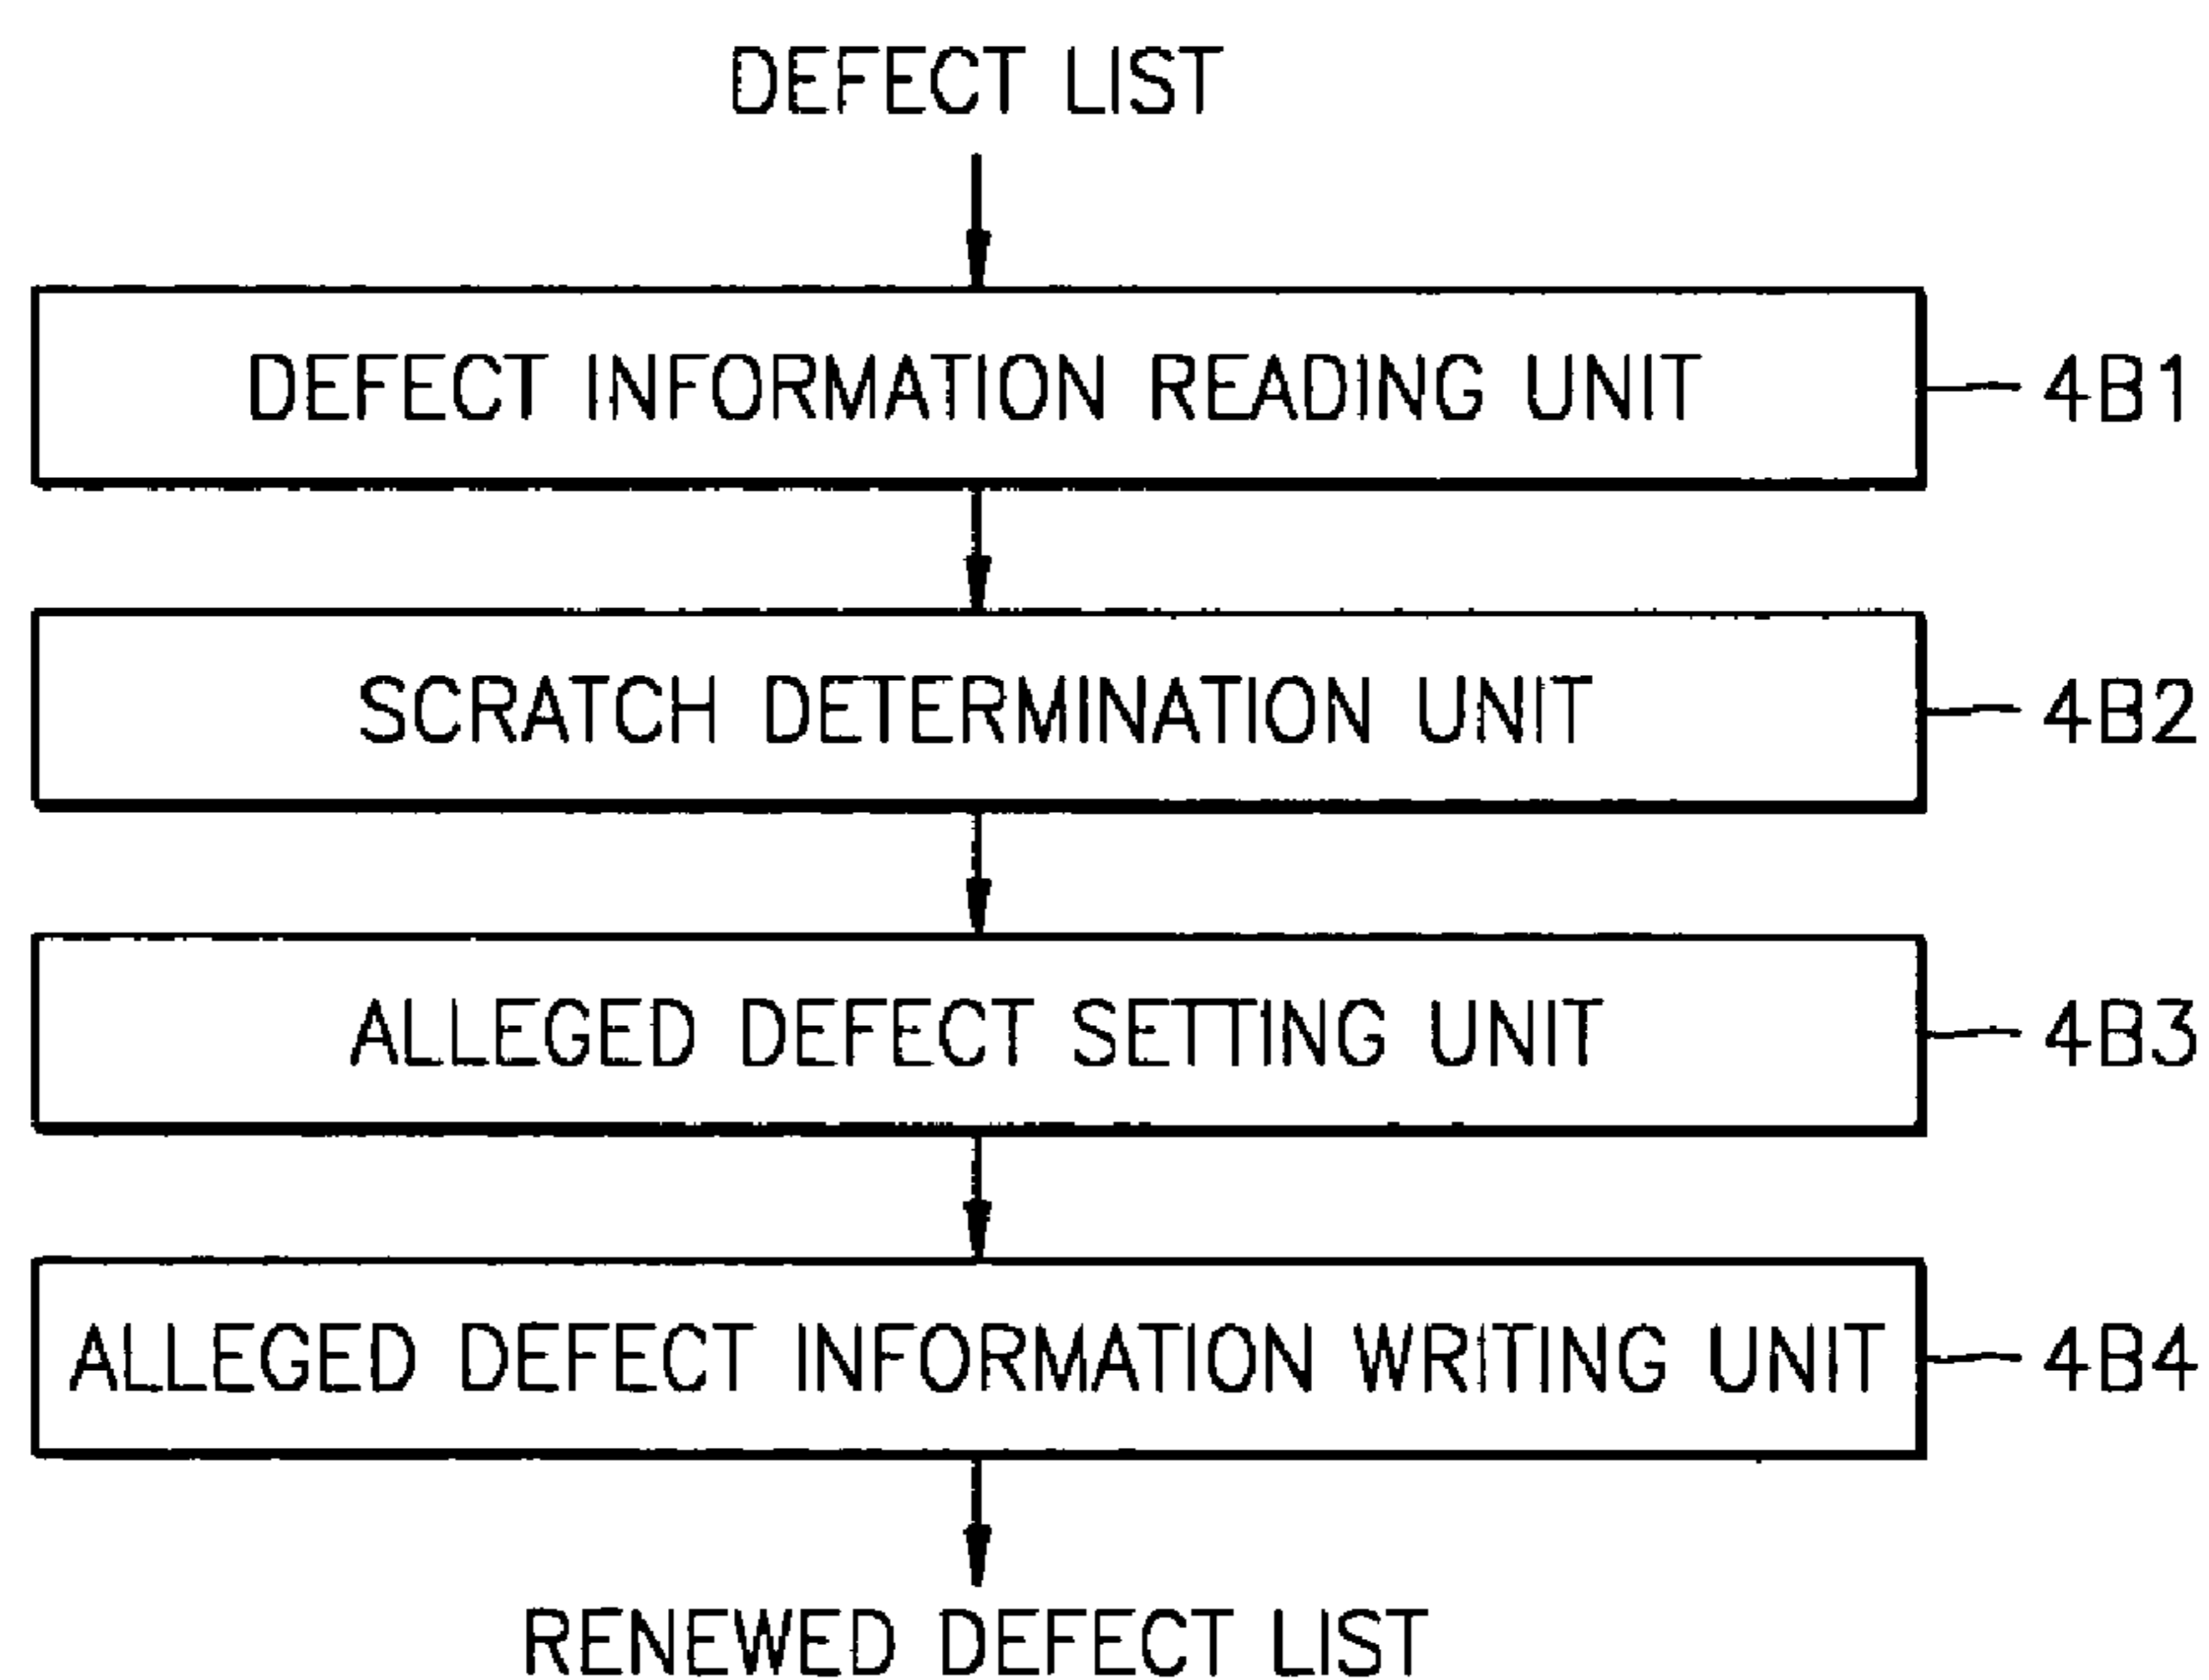 DEFECT LIST
DEFECT INFORMATION READING UNIT 4B1
SCRATCH DETERMINATION UNIT 4B2
ALLEGED DEFECT SETTING UNIT 4B3
ALLEGED DEFECT INFORMATION WRITING UNIT 4B4
RENEWED DEFECT LIST